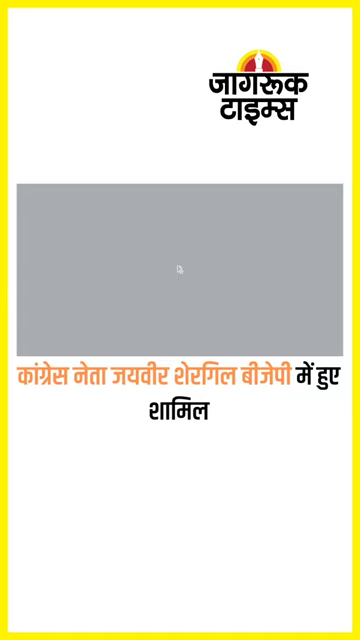 जागरूक
टाइम्स
कांग्रेस नेता जयवीर शेरगिल बीजेपी में हुए
शामिल